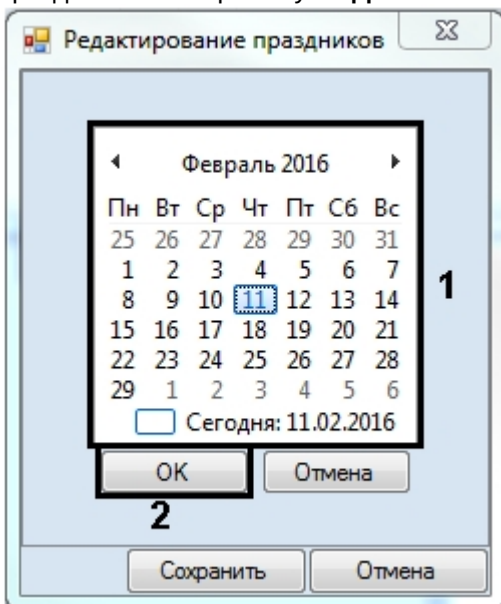 Редактирование праздников
Февраль 2016
Пн Вт Ср Чт Пт Сб Вс
25 26 27 28 29 30 31
1 2 3 4 5 6 7
8 9 10 11 12 13 14
15 16 17 18 19 20 21
22 23 24 25 26 27 28
29 1 2 3 4 5 6
Сегодня: 11.02.2016
1
ОК Отмена
2
Сохранить Отмена